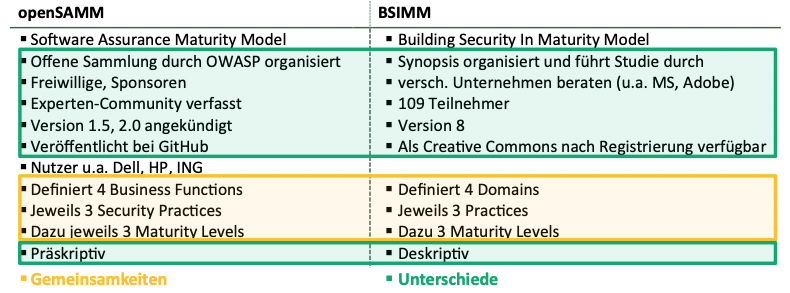 openSAMM BSIMM
Software Assurance Maturity Model Building Security In Maturity Model
Offene Sammlung durch OWASP organisiert Synopsis organisiert und führt Studie durch
Freiwillige, Sponsoren versch. Unternehmen beraten (u.a. MS, Adobe)
Experten-Community verfasst 109 Teilnehmer
Version 1.5, 2.0 angekündigt Version 8
Veröffentlicht bei GitHub Als Creative Commons nach Registrierung verfügbar
Nutzer u.a. Dell, HP, ING
Definiert 4 Business Functions Definiert 4 Domains
Jeweils 3 Security Practices Jeweils 3 Practices
Dazu jeweils 3 Maturity Levels Dazu 3 Maturity Levels
Präskriptiv Deskriptiv
Gemeinsamkeiten Unterschiede